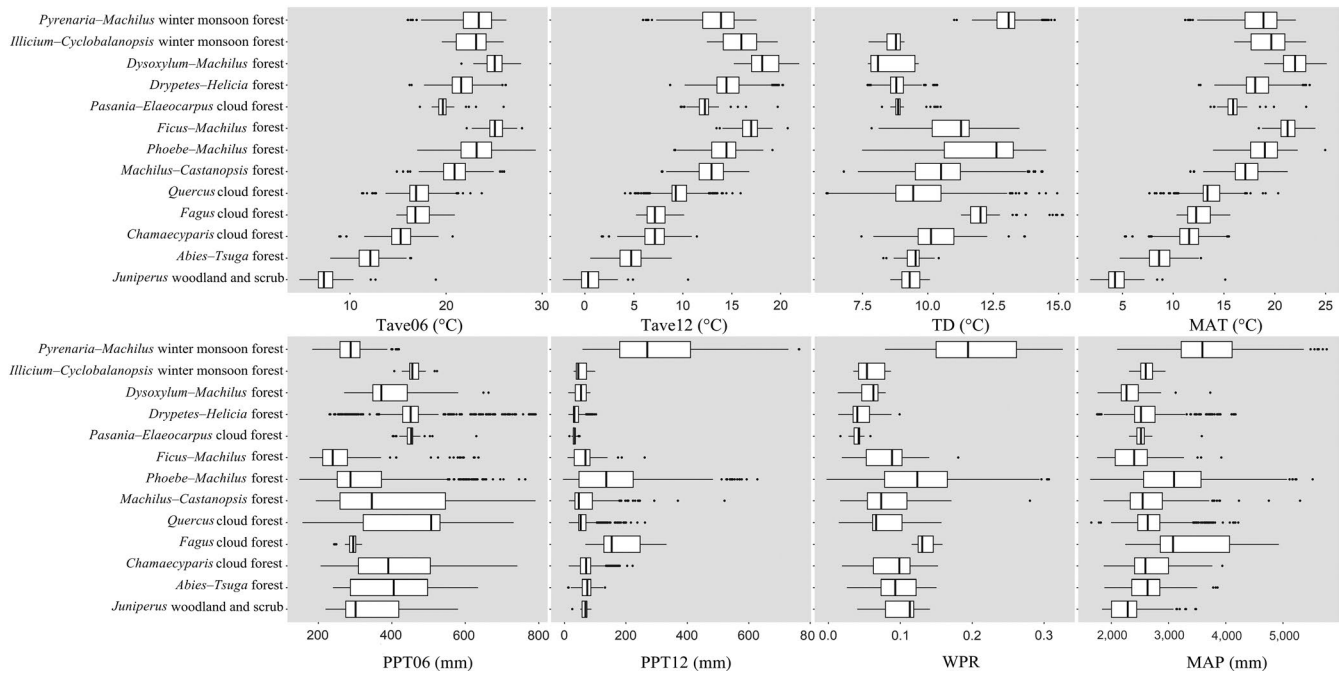 Pyrenaria–Machilus winter monsoon forest
Illicium–Cyclobalanopsis winter monsoon forest
Dysoxylum–Machilus forest
Drypetes–Helicia forest
Pasania–Elaeocarpus cloud forest
Ficus–Machilus forest
Phoebe–Machilus forest
Machilus–Castanopsis forest
Quercus cloud forest
Fagus cloud forest
Chamaecyparis cloud forest
Abies–Tsuga forest
Juniperus woodland and scrub
10 20 30 0 5 10 15 20 7.5 10.0 12.5 15.0 5 10 15 20 25
Tave06 (°C) Tave12 (°C) TD (°C) MAT (°C)
Pyrenaria–Machilus winter monsoon forest
Illicium–Cyclobalanopsis winter monsoon forest
Dysoxylum–Machilus forest
Drypetes–Helicia forest
Pasania–Elaeocarpus cloud forest
Ficus–Machilus forest
Phoebe–Machilus forest
Machilus–Castanopsis forest
Quercus cloud forest
Fagus cloud forest
Chamaecyparis cloud forest
Abies–Tsuga forest
Juniperus woodland and scrub
200 400 600 800 0 200 400 600 80 0.0 0.1 0.2 0.3 2,000 3,000 4,000 5,000
PPT06 (mm) PPT12 (mm) WPR MAP (mm)